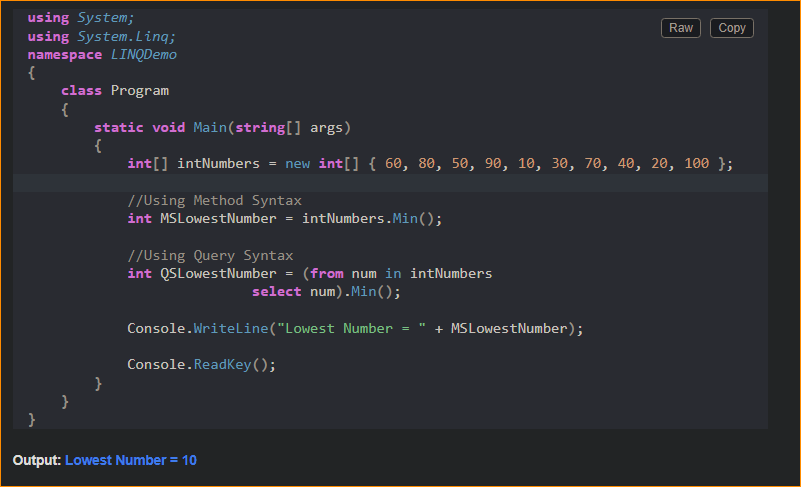 using System;
Raw Copy
using System.Linq;
namespace LINQDemo
{
    class Program
    {
        static void Main(string[] args)
        {
            int[] intNumbers = new int[] { 60, 80, 50, 90, 10, 30, 70, 40, 20, 100 };

            //Using Method Syntax
            int MSLowestNumber = intNumbers.Min();

            //Using Query Syntax
            int QSLowestNumber = (from num in intNumbers
                           select num).Min();

            Console.WriteLine("Lowest Number = " + MSLowestNumber);

            Console.ReadKey();
        }
    }
}
Output: Lowest Number = 10